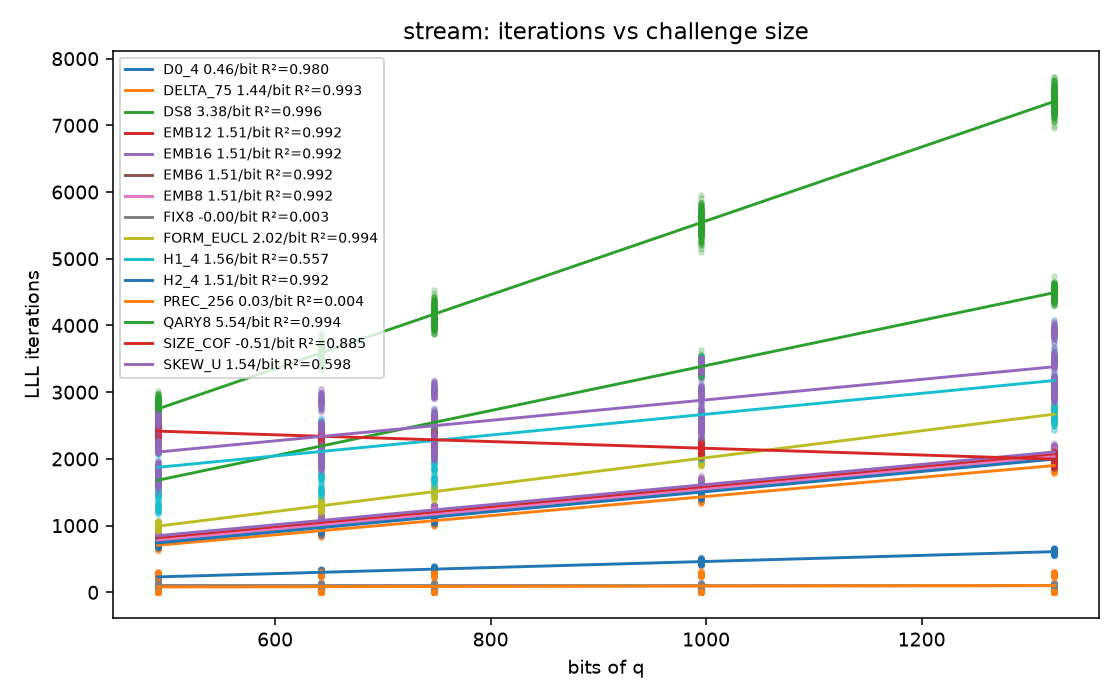 stream: iterations vs challenge size
8000
7000
6000
5000
4000
3000
2000
1000
0
LLL iterations
D0_4 0.46/bit R²=0.980
DELTA_75 1.44/bit R²=0.993
DS8 3.38/bit R²=0.996
EMB12 1.51/bit R²=0.992
EMB16 1.51/bit R²=0.992
EMB6 1.51/bit R²=0.992
EMB8 1.51/bit R²=0.992
FIX8 -0.00/bit R²=0.003
FORM_EUCL 2.02/bit R²=0.994
H1_4 1.56/bit R²=0.557
H2_4 1.51/bit R²=0.992
PREC_256 0.03/bit R²=0.004
QARY8 5.54/bit R²=0.994
SIZE_COF -0.51/bit R²=0.885
SKEW_U 1.54/bit R²=0.598
600
800
1000
1200
bits of q